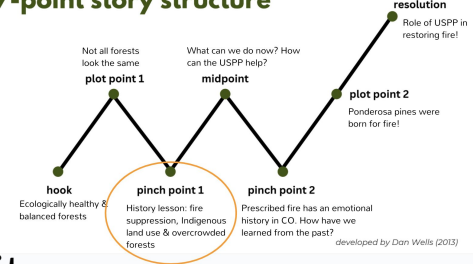 -point story structure
resolution
Role of USPP in
restoring fire!
Not all forests
look the same
plot point 1
What can we do now? How
can the USPP help?
midpoint
plot point 2
Ponderosa pines were
born for fire!
hook
Ecologically healthy &
balanced forests
pinch point 1
History lesson: fire
suppression, Indigenous
land use & overcrowded
forests
pinch point 2
Prescribed fire has an emotional
history in CO. How have we
learned from the past?
developed by Dan Wells (2013)